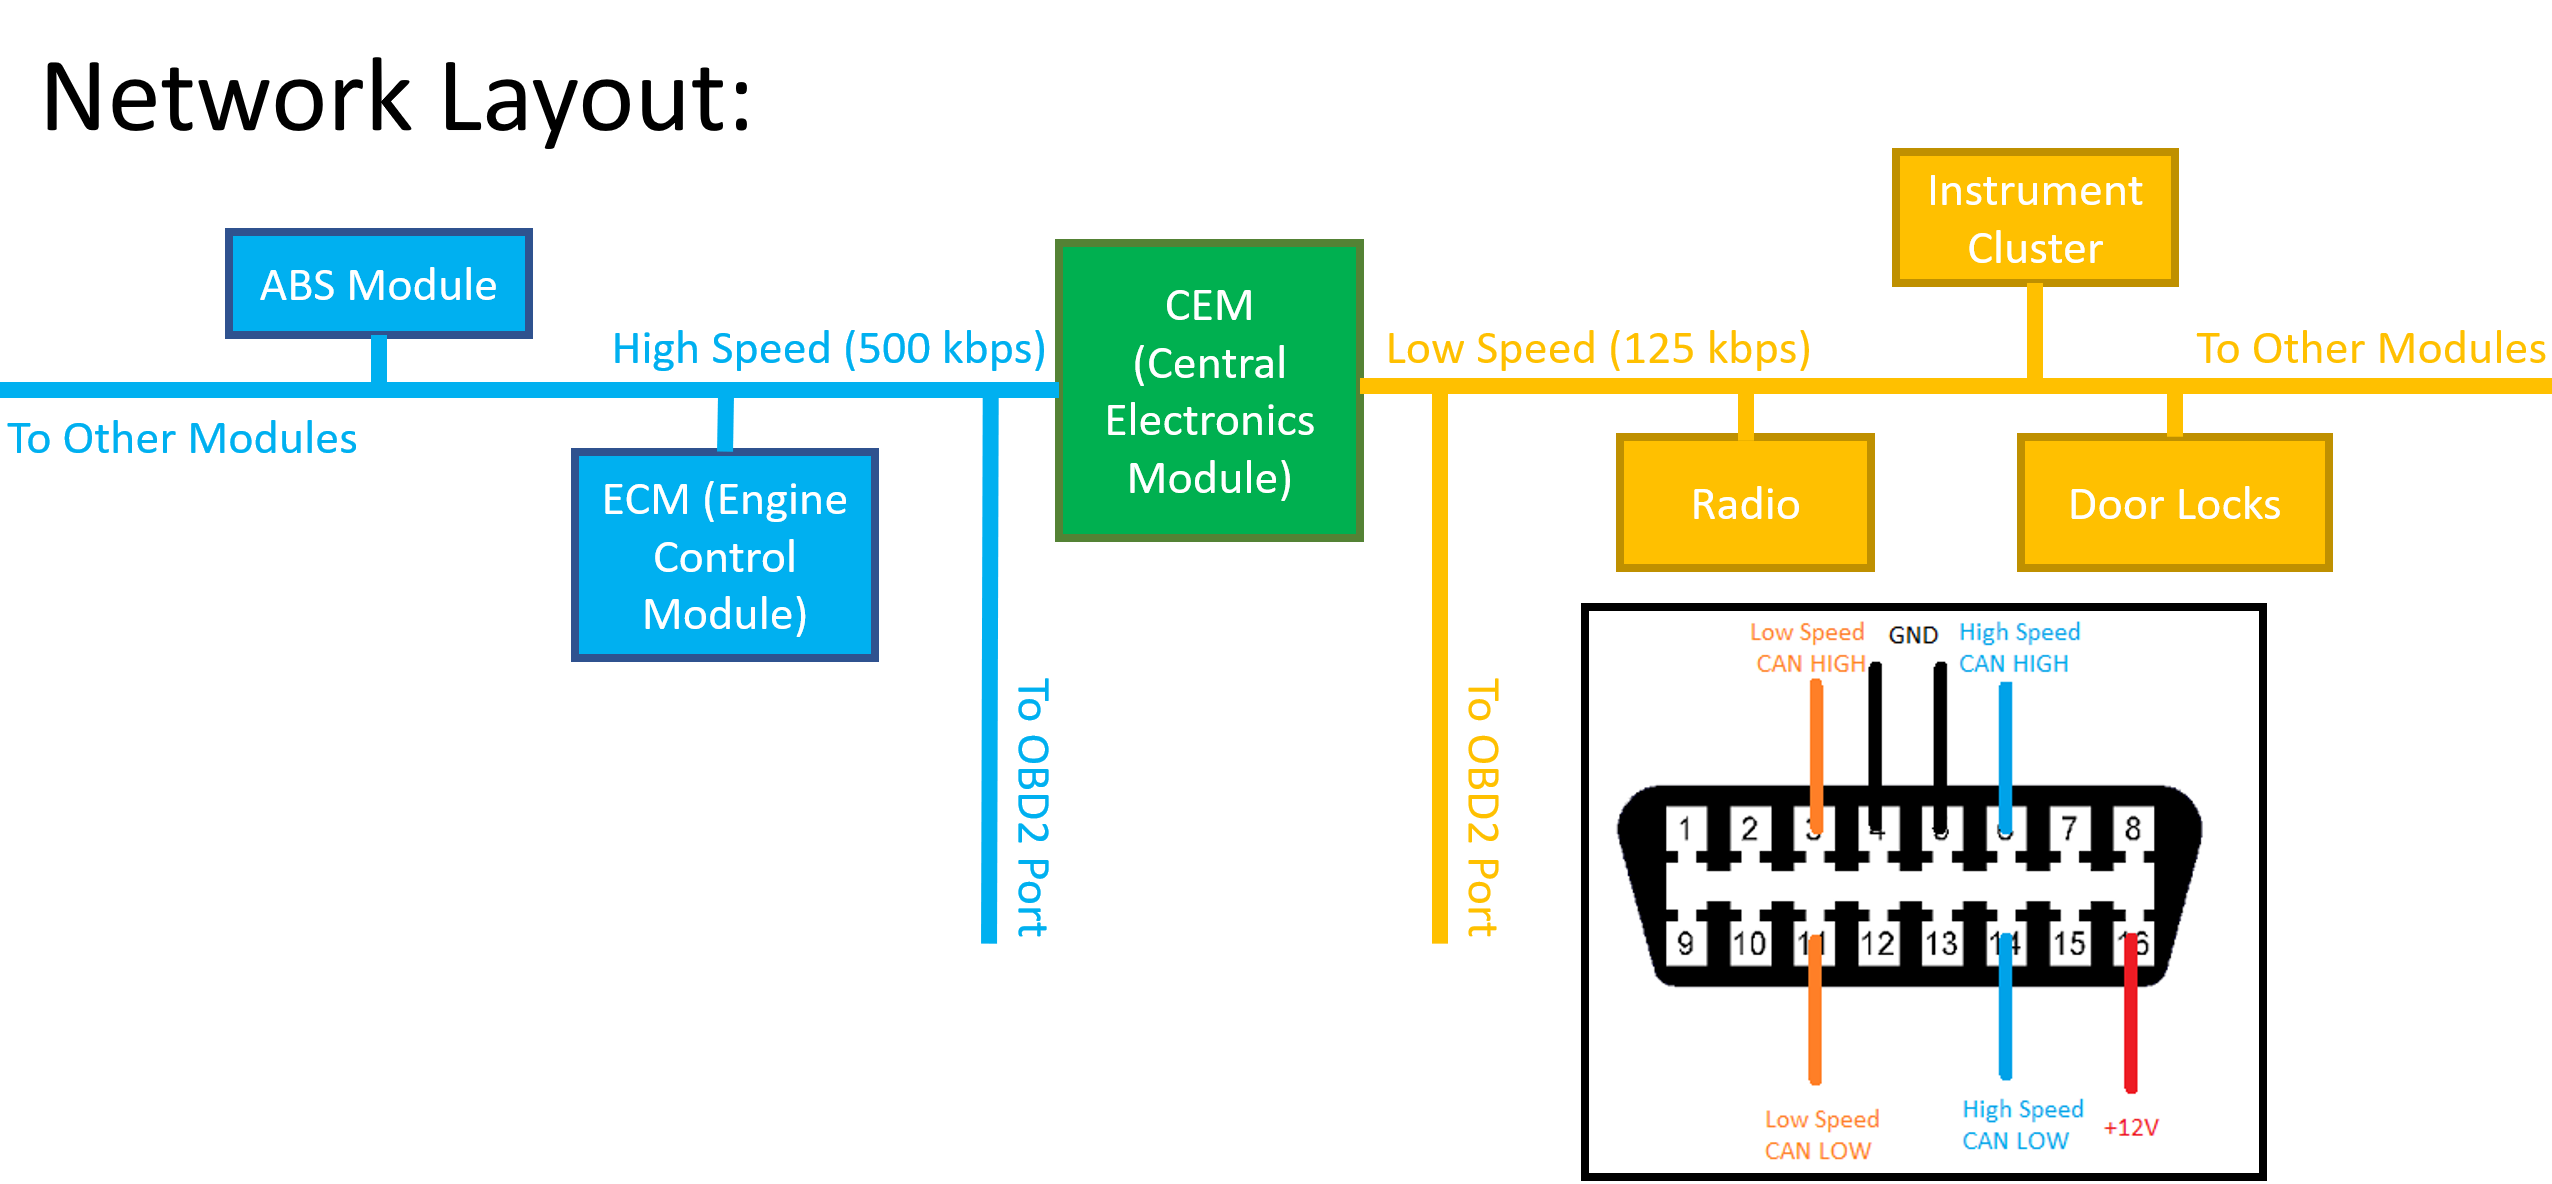 Network Layout:
ABS Module
High Speed (500 kbps)
To Other Modules
ECM (Engine
Control
Module)
To OBD2 Port
CEM
(Central
Electronics
Module)
Low Speed (125 kbps)
To OBD2 Port
Instrument
Cluster
To Other Modules
Radio
Door Locks
Low Speed
CAN HIGH
GND
High Speed
CAN HIGH
1 2 3 4 5 6 7 8
9 10 11 12 13 14 15 16
Low Speed
CAN LOW
High Speed
CAN LOW
+12V